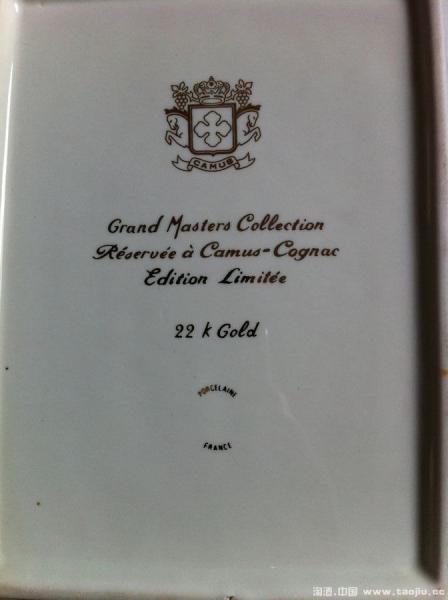 CAMUS
Grand Masters Collection
Réservée à Camus-Cognac
Edition Limitée
22 k Gold
PORCELAINE
FRANCE
淘酒.中国 www.taojiu.cc